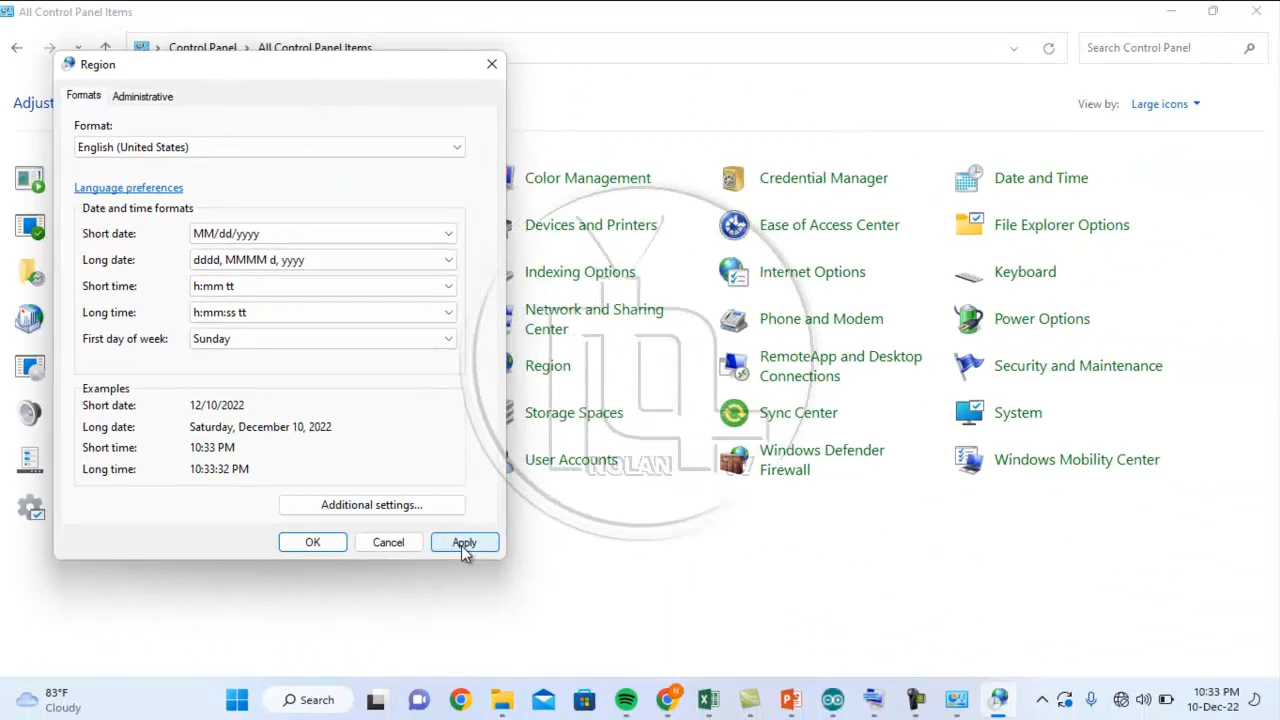 All Control Panel Items
Control Panel > All Control Panel Items
Search Control Panel
Region
Adjust
View by: Large icons
Formats
Administrative
Format:
English (United States)
Language preferences
Date and time formats
Short date: MM/dd/yyyy
Long date: dddd, MMMM d, yyyy
Short time: h:mm tt
Long time: h:mm:ss tt
First day of week: Sunday
Examples
Short date: 12/10/2022
Long date: Saturday, December 10, 2022
Short time: 10:33 PM
Long time: 10:33:32 PM
Additional settings...
OK
Cancel
Apply
Color Management
Credential Manager
Date and Time
Devices and Printers
Ease of Access Center
File Explorer Options
Indexing Options
Internet Options
Keyboard
Network and Sharing
Center
Phone and Modem
Power Options
Region
RemoteApp and Desktop
Connections
Security and Maintenance
Storage Spaces
Sync Center
System
User Accounts
Windows Defender
Firewall
Windows Mobility Center
NOLAN TV
83°F
Cloudy
Search
N
10:33 PM
10-Dec-22